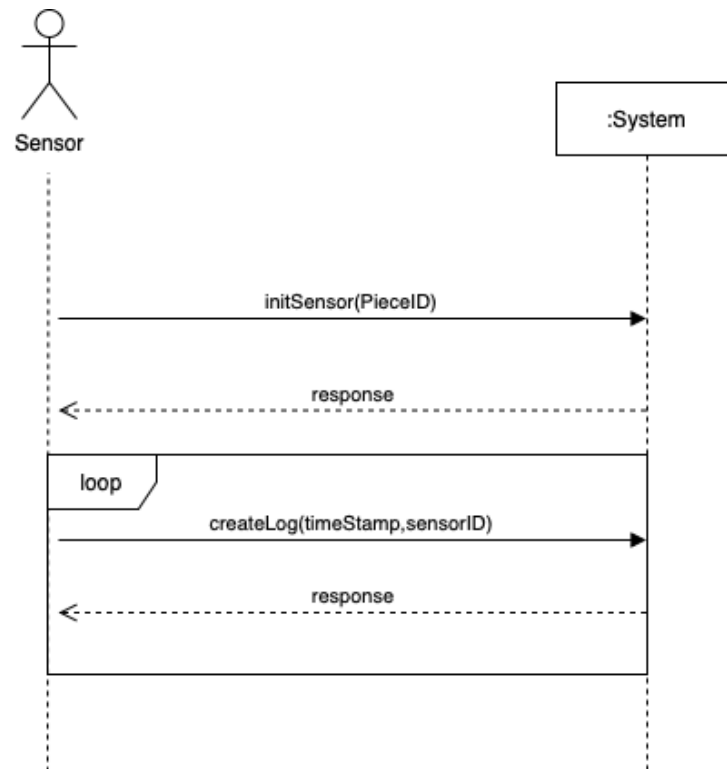 Sensor
:System
initSensor(PieceID)
response
loop
createLog(timeStamp,sensorID)
response